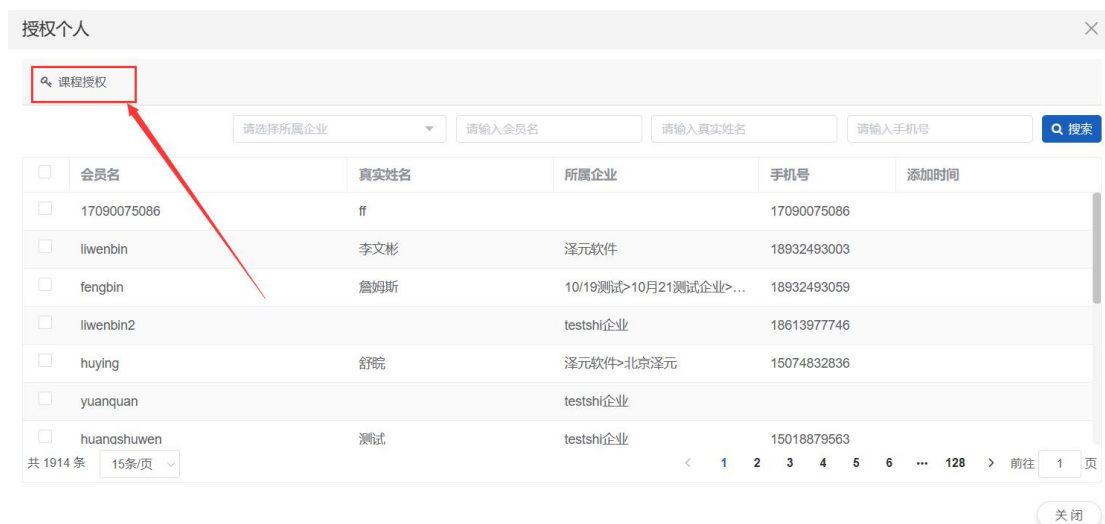 授权个人
课程授权
请选择所属企业 请输入会员名 请输入真实姓名 请输入手机号 搜索
会员名 真实姓名 所属企业 手机号 添加时间
17090075086 ff 17090075086
liwenbin 李文彬 泽元软件 18932493003
fengbin 詹姆斯 10/19测试>10月21测试企业>... 18932493059
liwenbin2 testshi企业 18613977746
huying 舒晥 泽元软件>北京泽元 15074832836
yuanquan testshi企业
huangshuwen 测试 testshi企业 15018879563
共 1914 条 15条/页 1 2 3 4 5 6 ... 128 前往 1 页
关闭